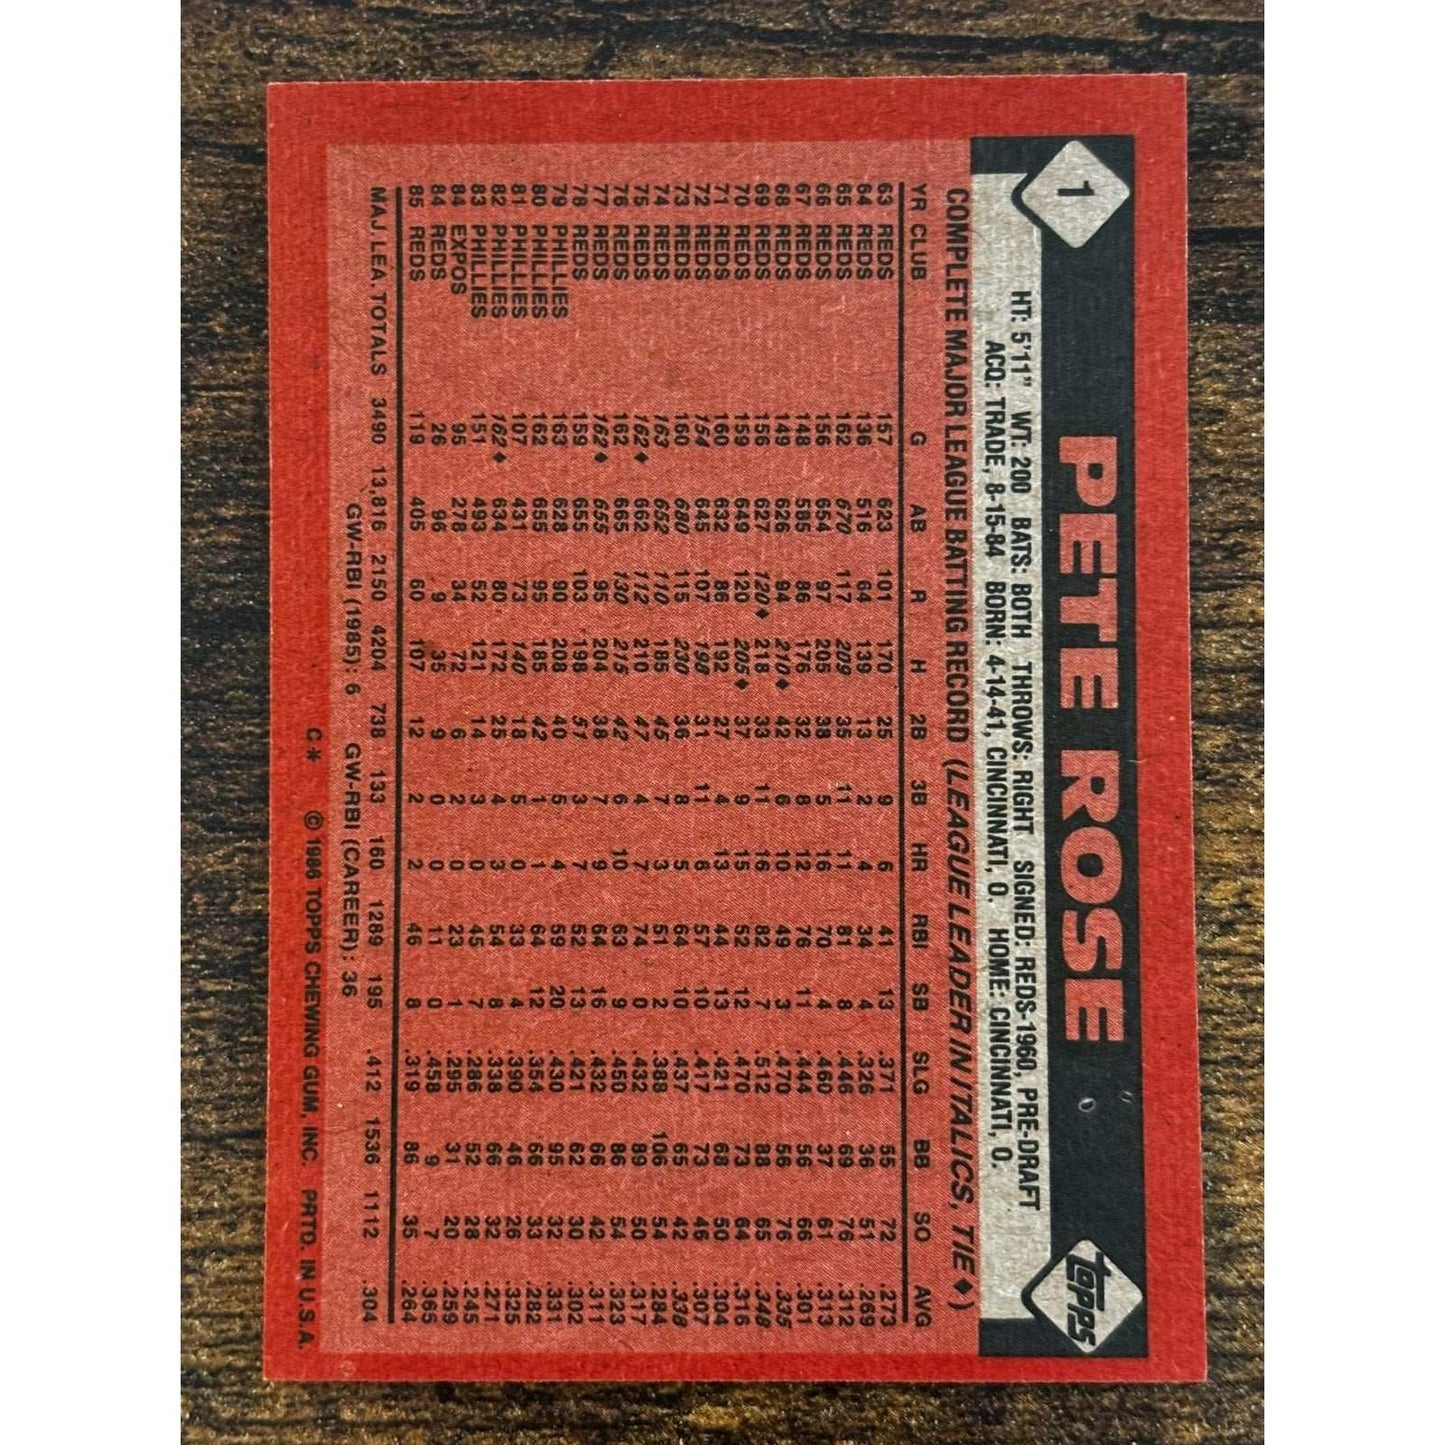 1
PETE ROSE
TOPPS
HT: 5'11" WT: 200 BATS: BOTH THROWS: RIGHT SIGNED: REDS-1960, PRE-DRAFT
ACQ: TRADE, 8-15-84 BORN: 4-14-41, CINCINNATI, O. HOME: CINCINNATI, O.
COMPLETE MAJOR LEAGUE BATTING RECORD (LEAGUE LEADER IN ITALICS, TIE ♦)
YR CLUB G AB R H 2B 3B HR RBI SB SLG BB SO AVG
63 REDS 157 623 101 170 25 9 6 41 13 .371 55 72 .273
64 REDS 136 516 64 139 13 2 4 34 4 .326 36 51 .269
65 REDS 162 670 117 209 35 11 11 81 8 .446 69 76 .312
66 REDS 156 654 97 205 38 5 16 70 4 .460 37 61 .313
67 REDS 148 585 86 176 32 8 12 76 11 .444 56 66 .301
68 REDS 149 626 94 210♦ 42 6 10 49 3 .470 56 76 .335
69 REDS 156 627 120♦ 218 33 11 16 82 7 .512 88 65 .348
70 REDS 159 649 120 205♦ 37 9 15 52 12 .470 73 64 .316
71 REDS 160 632 86 192 27 4 13 44 13 .421 68 50 .304
72 REDS 154 645 107 198 31 11 6 57 10 .417 73 46 .307
73 REDS 160 680 115 230 36 8 5 64 10 .437 65 42 .338
74 REDS 163 652 110 185 45 7 3 51 2 .388 106 54 .284
75 REDS 162♦ 662 112 210 47 4 7 74 0 .432 89 50 .317
76 REDS 162 665 130 215 42 6 10 63 9 .450 86 54 .323
77 REDS 162♦ 655 95 204 38 7 9 64 16 .432 66 42 .311
78 REDS 159 655 103 198 51 3 7 52 13 .421 62 30 .302
79 PHILLIES 163 628 90 208 40 5 4 59 20 .430 95 32 .331
80 PHILLIES 162 655 95 185 42 1 1 64 12 .354 66 33 .282
81 PHILLIES 107 431 73 140 18 5 0 33 4 .390 46 26 .325
82 PHILLIES 162♦ 634 80 172 25 4 3 54 8 .338 66 32 .271
83 PHILLIES 151 493 52 121 14 3 0 45 7 .286 52 28 .245
84 EXPOS 95 278 34 72 6 2 0 23 1 .295 31 20 .259
84 REDS 26 96 9 35 9 0 0 11 0 .458 9 7 .365
85 REDS 119 405 60 107 12 2 2 46 8 .319 86 35 .264
MAJ LEA. TOTALS 3490 13,816 2150 4204 738 133 160 1289 195 .412 1536 1112 .304
GW-RBI (1985): 6 GW-RBI (CAREER): 36
C* © 1986 TOPPS CHEWING GUM, INC. PRTD. IN U.S.A.